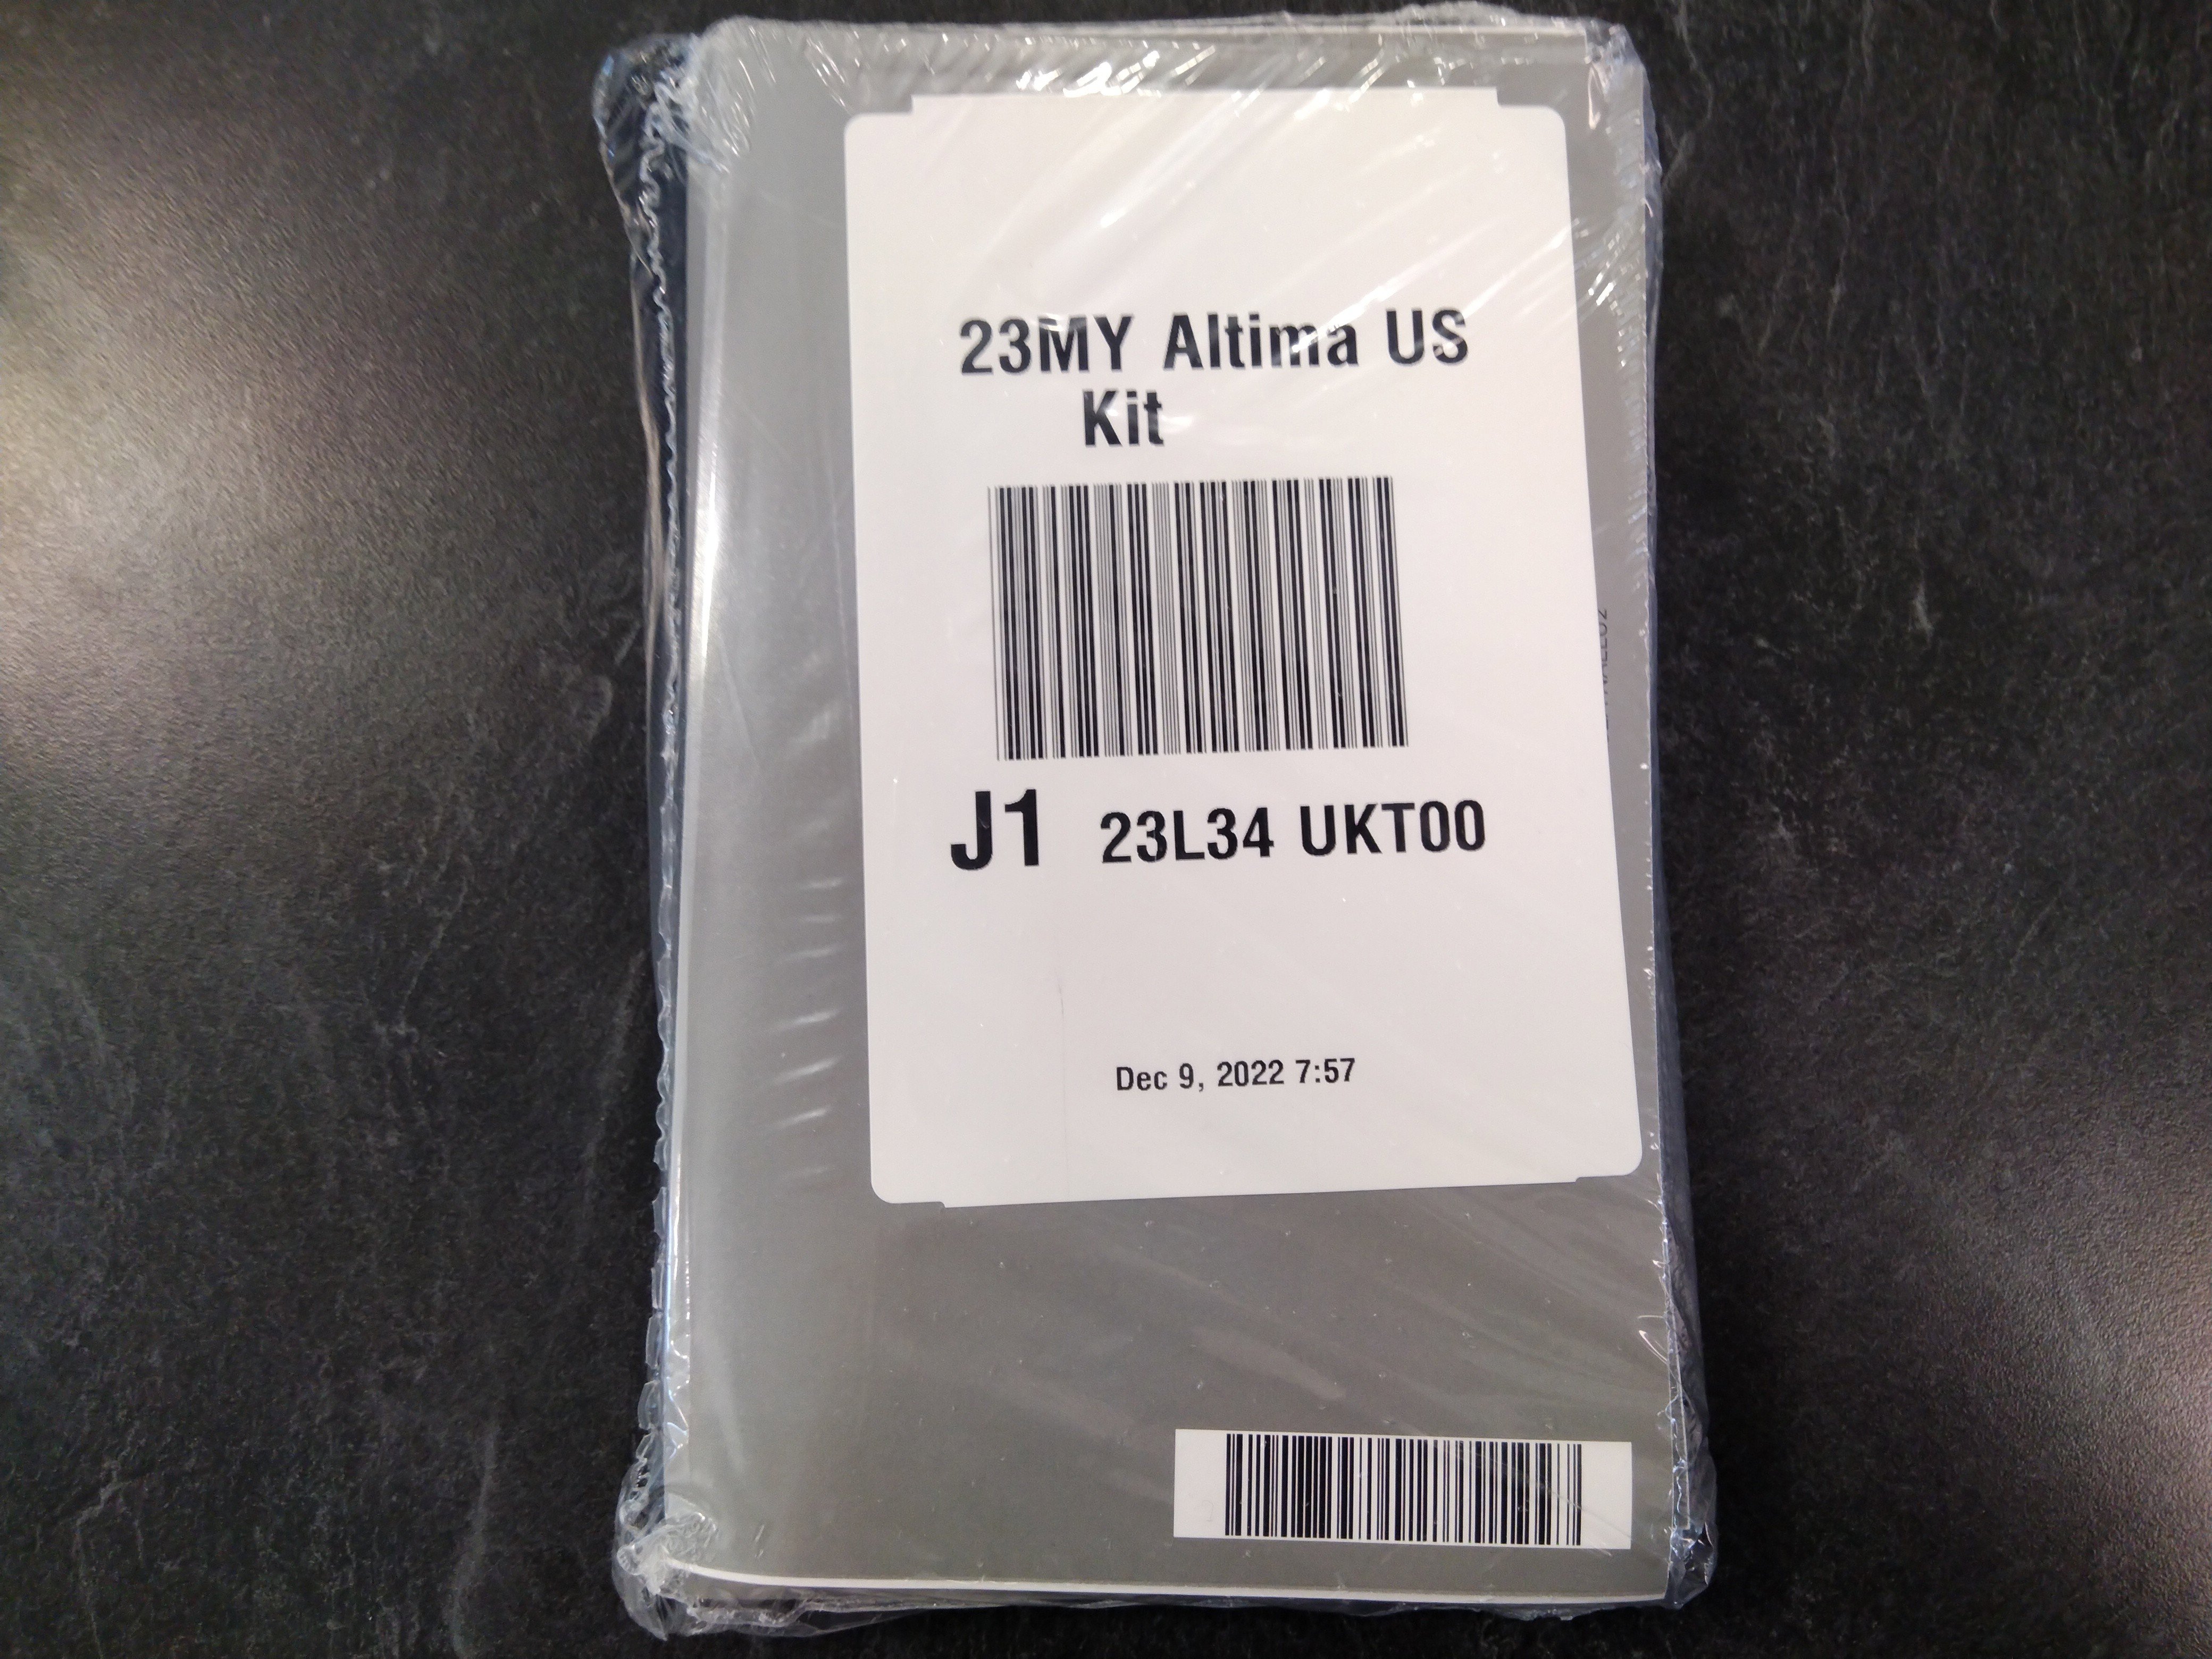 23MY Altima US
Kit
J1 23L34 UKT00
Dec 9, 2022 7:57